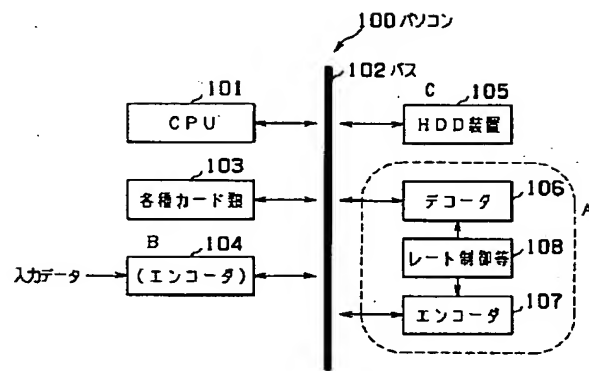 100 パソコン
102 バス
101
CPU
C 105
HDD装置
103
各種カード類
106
デコーダ
A
B 104
入力データ
(エンコーダ)
108
レート制御等
107
エンコーダ